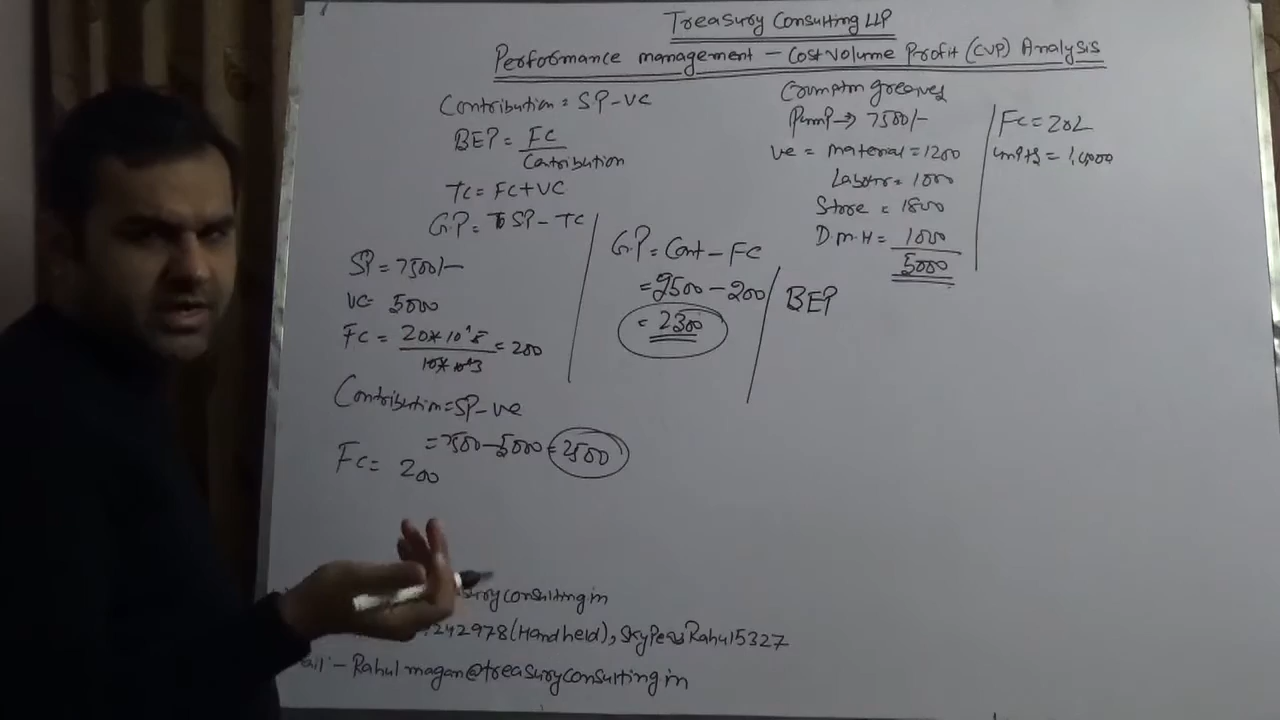 Treasury Consulting LLP
Performance management - Cost Volume Profit (CVP) Analysis
Contribution = SP - VC
BEP = FC
Contribution
TC = FC + VC
G.P = SP - TC
SP = 7500/-
VC = 5000
FC = 20*10^5 = 200
10*10^3
Contribution = SP - VC
= 7500 - 5000 = 2500
FC = 200
G.P = Cont - FC
= 2500 - 200
= 2300
BEP
Crompton greaves
Pump → 7500/-
VC = material = 1200
Labour = 1000
Store = 1800
D.M.H = 1000
5000
FC = 20L
units =
consulting.in
242978 (Handheld), Skype Rahul5327
Rahul.magan@treasuryconsulting.in